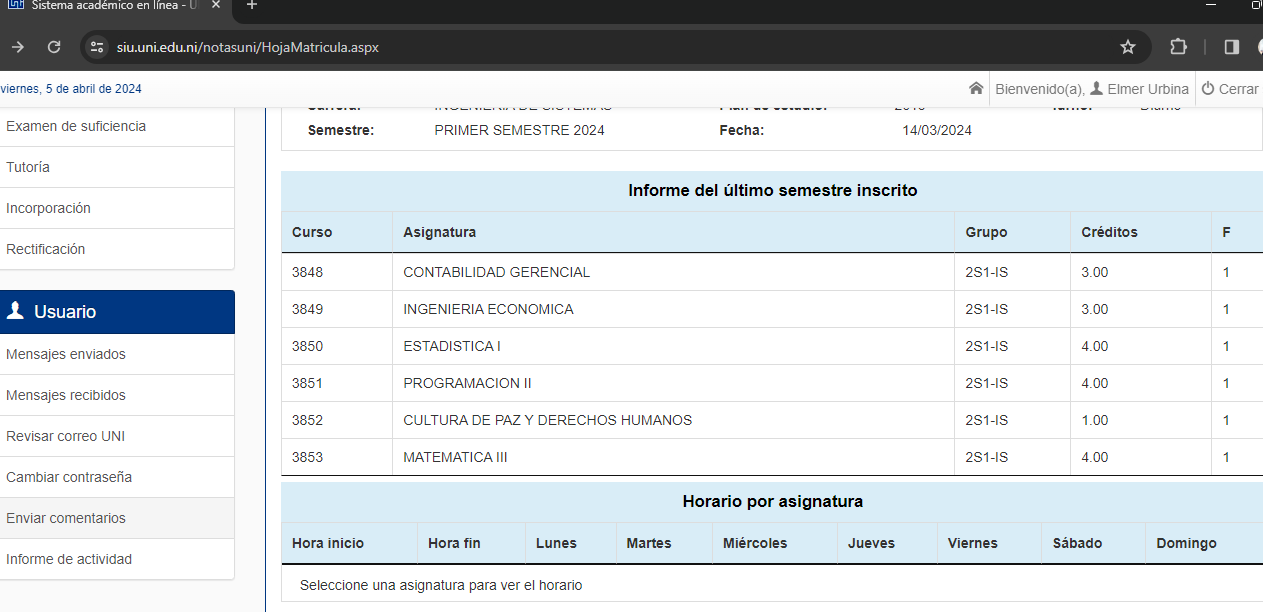 Sistema académico en línea - U
siu.uni.edu.ni/notasuni/HojaMatricula.aspx
viernes, 5 de abril de 2024
Bienvenido(a), Elmer Urbina Cerrar
Examen de suficiencia
Tutoría
Incorporación
Rectificación
Usuario
Mensajes enviados
Mensajes recibidos
Revisar correo UNI
Cambiar contraseña
Enviar comentarios
Informe de actividad
Carrera: INGENIERIA DE SISTEMAS Plan de estudio: 2015 Turno: Diurno
Semestre: PRIMER SEMESTRE 2024 Fecha: 14/03/2024
Informe del último semestre inscrito
Curso Asignatura Grupo Créditos F
3848 CONTABILIDAD GERENCIAL 2S1-IS 3.00 1
3849 INGENIERIA ECONOMICA 2S1-IS 3.00 1
3850 ESTADISTICA I 2S1-IS 4.00 1
3851 PROGRAMACION II 2S1-IS 4.00 1
3852 CULTURA DE PAZ Y DERECHOS HUMANOS 2S1-IS 1.00 1
3853 MATEMATICA III 2S1-IS 4.00 1
Horario por asignatura
Hora inicio Hora fin Lunes Martes Miércoles Jueves Viernes Sábado Domingo
Seleccione una asignatura para ver el horario